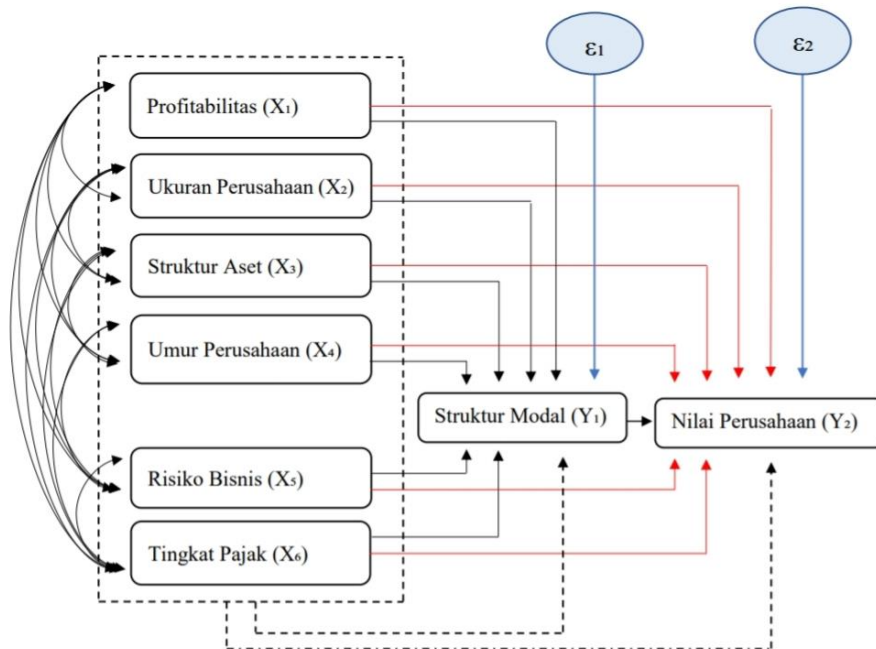 ε₁
ε₂
Profitabilitas (X₁)
Ukuran Perusahaan (X₂)
Struktur Aset (X₃)
Umur Perusahaan (X₄)
Struktur Modal (Y₁)
Nilai Perusahaan (Y₂)
Risiko Bisnis (X₅)
Tingkat Pajak (X₆)